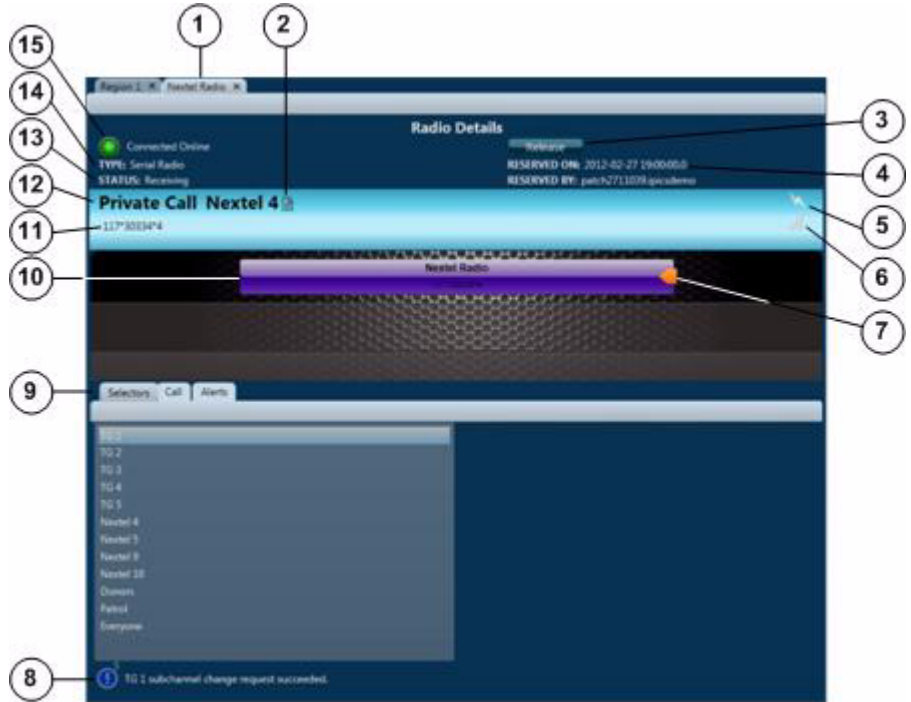 1
2
15
Region 1 × Nextel Radio ×
14
Radio Details
3
Connected Online
Release
13
TYPE: Serial Radio
RESERVED ON: 2012-02-27 19:00:00.0
4
STATUS: Receiving
RESERVED BY: patch2711039.ipicsdemo
12
Private Call Nextel 4
5
11
117*30334*4
6
10
Nextel Radio
7
9
Selectors Call Alerts
TG 1
TG 2
TG 3
TG 4
TG 5
Nextel 4
Nextel 5
Nextel 9
Nextel 10
Donors
Patrol
Everyone
8
TG 1 subchannel change request succeeded.